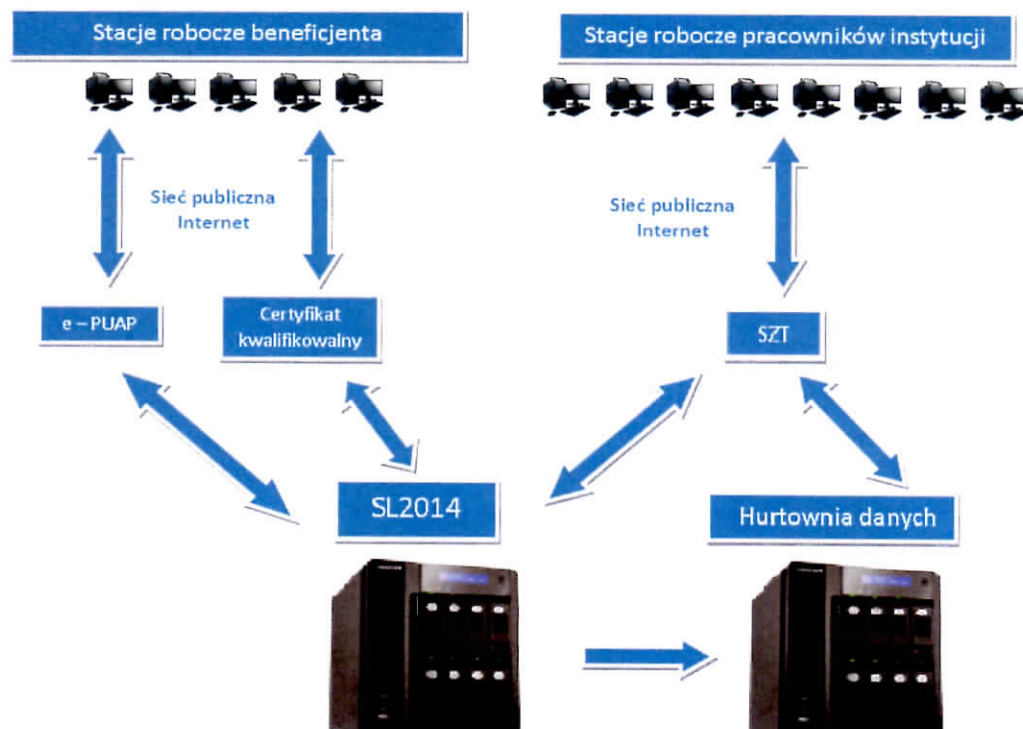 Stacje robocze beneficjenta
Stacje robocze pracowników instytucji
Sieć publiczna
Internet
Sieć publiczna
Internet
e – PUAP
Certyfikat
kwalifikowalny
SZT
SL2014
Hurtownia danych